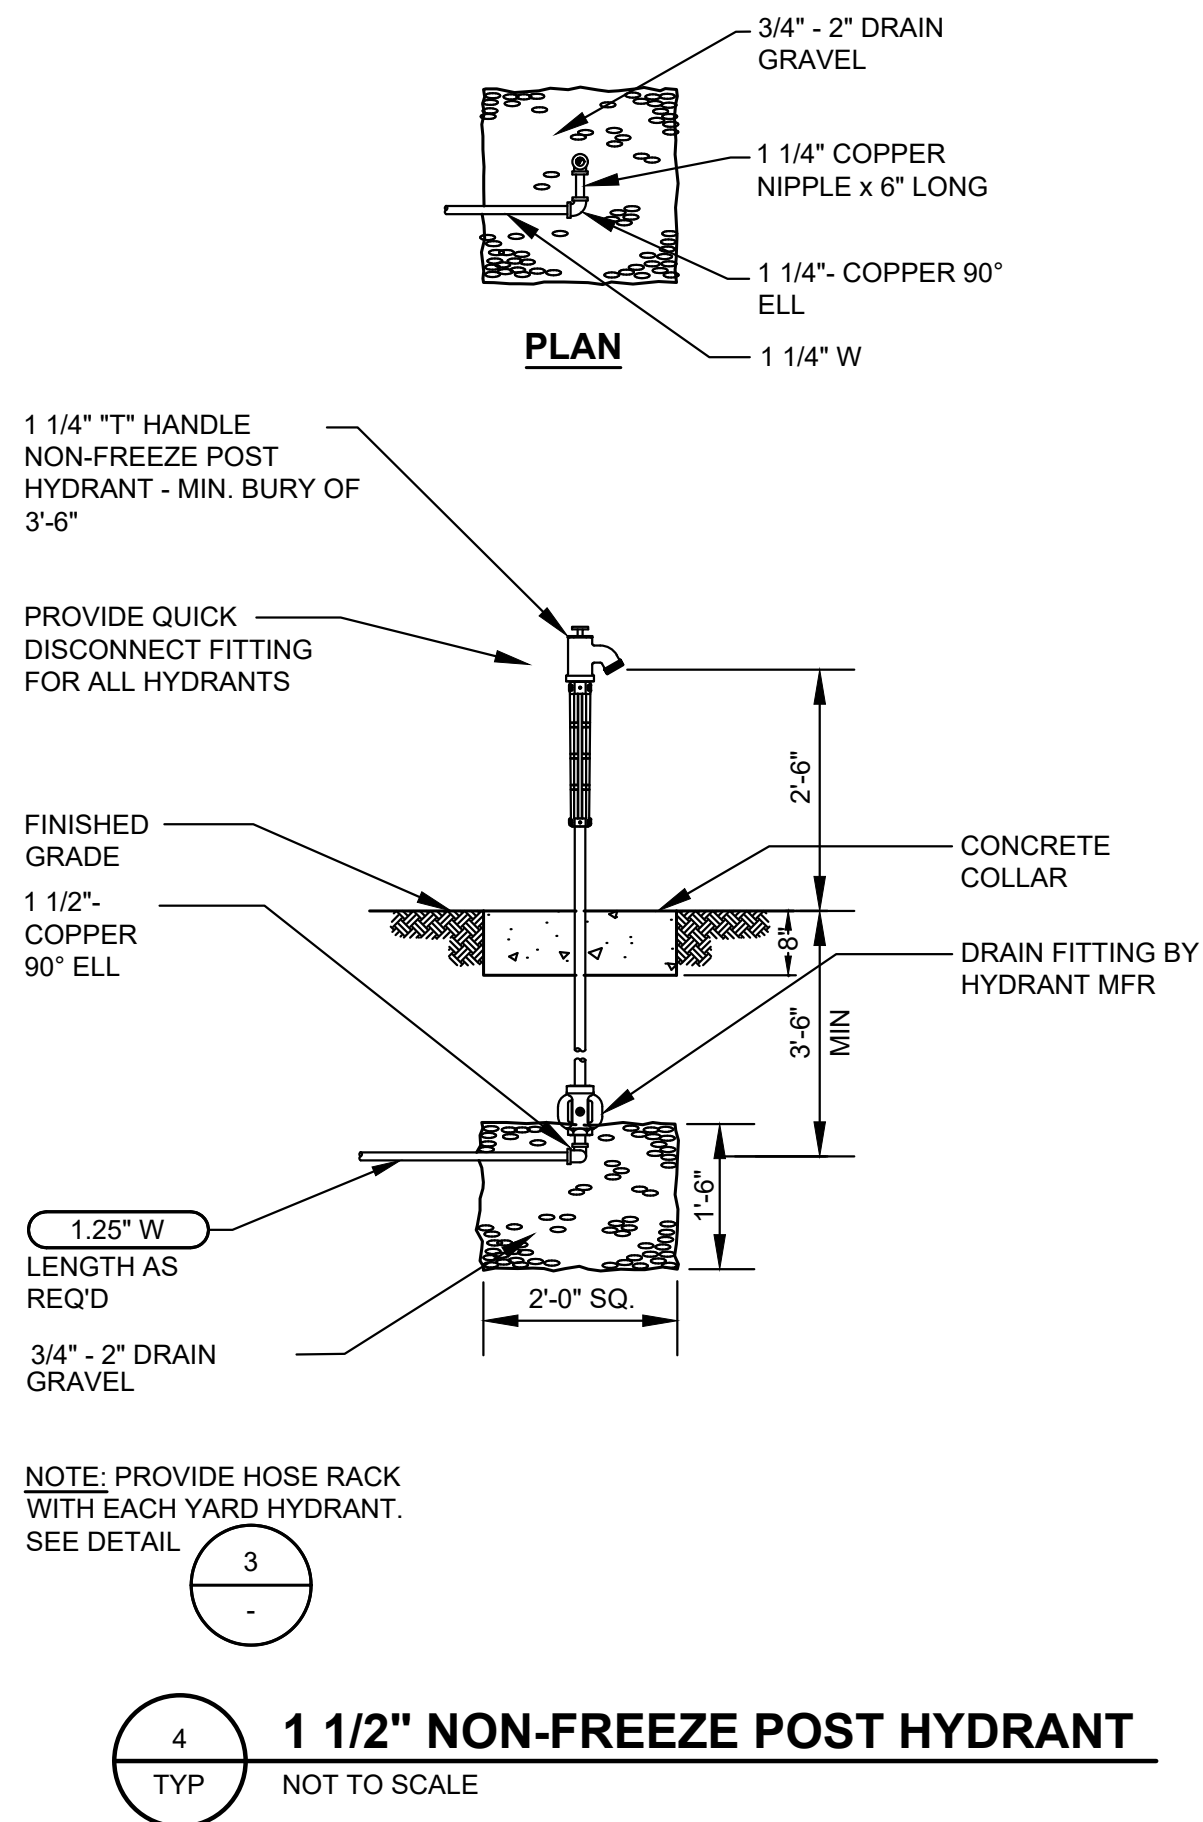 3/4" - 2" DRAIN
GRAVEL
1 1/4" COPPER
NIPPLE x 6" LONG
1 1/4"- COPPER 90°
ELL
1 1/4" W
PLAN
1 1/4" "T" HANDLE
NON-FREEZE POST
HYDRANT - MIN. BURY OF
3'-6"
PROVIDE QUICK
DISCONNECT FITTING
FOR ALL HYDRANTS
2'-6"
FINISHED
GRADE
CONCRETE
COLLAR
1 1/2"-
COPPER
90° ELL
8"
DRAIN FITTING BY
HYDRANT MFR
3'-6"
MIN
1'-6"
1.25" W
LENGTH AS
REQ'D
2'-0" SQ.
3/4" - 2" DRAIN
GRAVEL
NOTE: PROVIDE HOSE RACK
WITH EACH YARD HYDRANT.
SEE DETAIL
3
-
4
TYP
1 1/2" NON-FREEZE POST HYDRANT
NOT TO SCALE